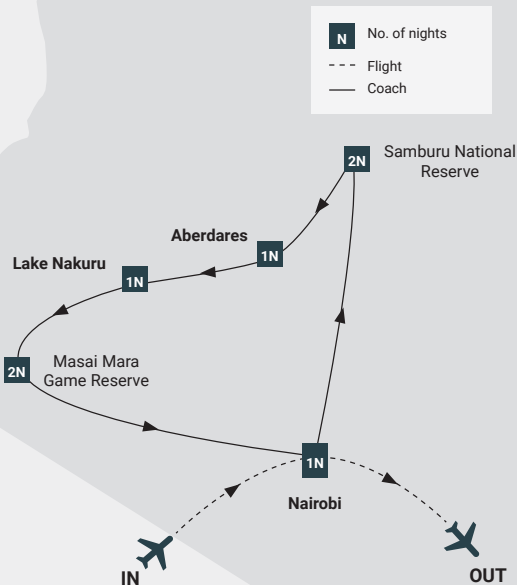 N No. of nights
Flight
Coach
2N
Samburu National
Reserve
Aberdares
1N
Lake Nakuru
1N
2N
Masai Mara
Game Reserve
1N
Nairobi
IN
OUT